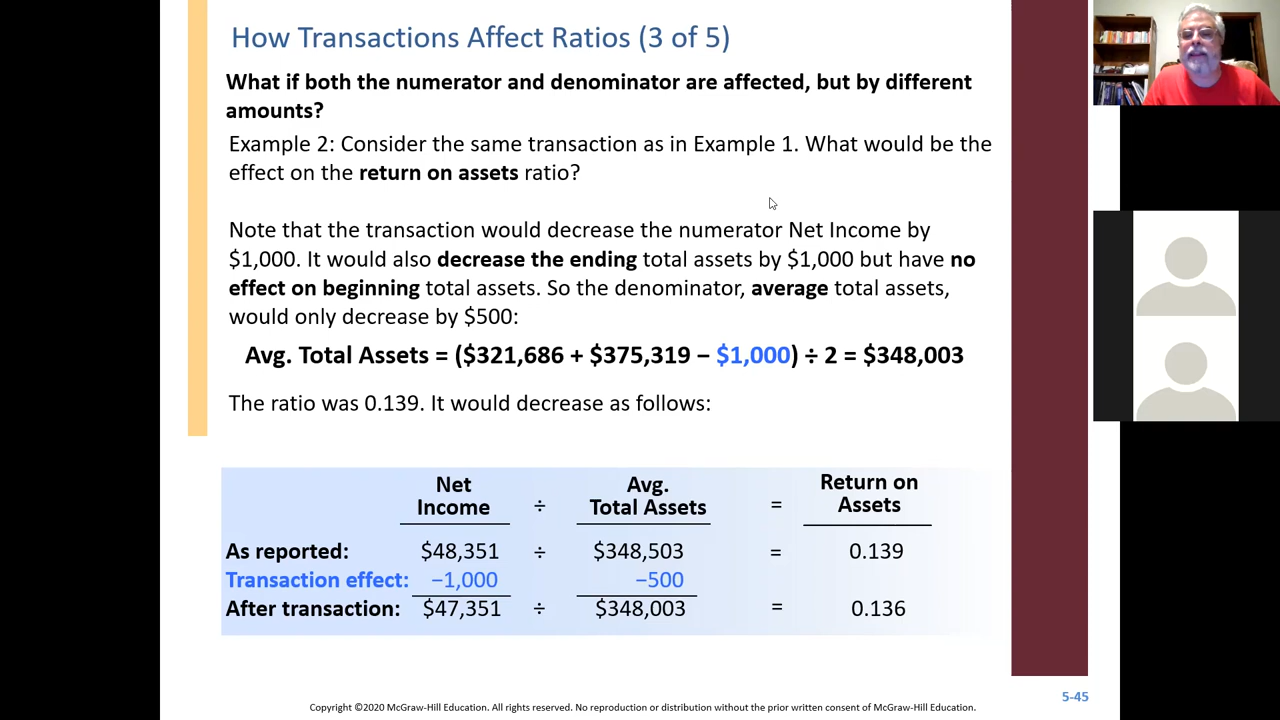 How Transactions Affect Ratios (3 of 5)
What if both the numerator and denominator are affected, but by different
amounts?
Example 2: Consider the same transaction as in Example 1. What would be the
effect on the return on assets ratio?
Note that the transaction would decrease the numerator Net Income by
$1,000. It would also decrease the ending total assets by $1,000 but have no
effect on beginning total assets. So the denominator, average total assets,
would only decrease by $500:
Avg. Total Assets = ($321,686 + $375,319 − $1,000) ÷ 2 = $348,003
The ratio was 0.139. It would decrease as follows:
Net Income ÷ Avg. Total Assets = Return on Assets
As reported: $48,351 ÷ $348,503 = 0.139
Transaction effect: −1,000 −500
After transaction: $47,351 ÷ $348,003 = 0.136
5-45
Copyright ©2020 McGraw-Hill Education. All rights reserved. No reproduction or distribution without the prior written consent of McGraw-Hill Education.